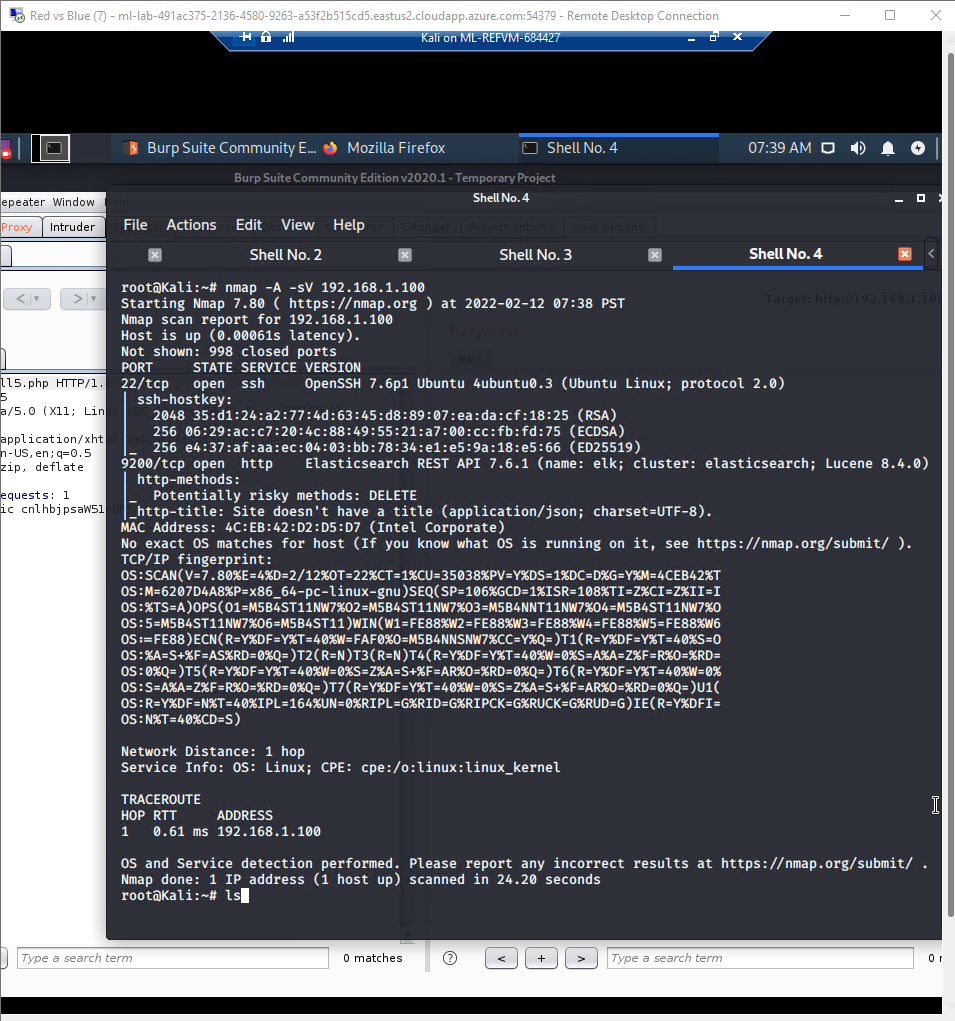 Red vs Blue (7) - ml-lab-491ac375-2136-4580-9263-a53f2b515cd5.eastus2.cloudapp.azure.com:54379 - Remote Desktop Connection
Kali on ML-REFVM-684427
Burp Suite Community E... Mozilla Firefox Shell No. 4 07:39 AM
Burp Suite Community Edition v2020.1 - Temporary Project
epeater Window Help
Shell No. 4
Proxy Intruder
Extender Project options User options
File Actions Edit View Help
Shell No. 2 Shell No. 3 Shell No. 4
< >
Target: http://192.168.1.105
Response
root@Kali:~# nmap -A -sV 192.168.1.100
Starting Nmap 7.80 ( https://nmap.org ) at 2022-02-12 07:38 PST
Nmap scan report for 192.168.1.100
Host is up (0.00061s latency).
Not shown: 998 closed ports
PORT     STATE SERVICE VERSION
22/tcp   open  ssh     OpenSSH 7.6p1 Ubuntu 4ubuntu0.3 (Ubuntu Linux; protocol 2.0)
| ssh-hostkey:
|   2048 35:d1:24:a2:77:4d:63:45:d8:89:07:ea:da:cf:18:25 (RSA)
|   256 06:29:ac:c7:20:4c:88:49:55:21:a7:00:cc:fb:fd:75 (ECDSA)
|_  256 e4:37:af:aa:ec:04:03:bb:78:34:e1:e5:9a:18:e5:66 (ED25519)
9200/tcp open  http    Elasticsearch REST API 7.6.1 (name: elk; cluster: elasticsearch; Lucene 8.4.0)
| http-methods:
|_  Potentially risky methods: DELETE
|_http-title: Site doesn't have a title (application/json; charset=UTF-8).
MAC Address: 4C:EB:42:D2:D5:D7 (Intel Corporate)
No exact OS matches for host (If you know what OS is running on it, see https://nmap.org/submit/ ).
TCP/IP fingerprint:
OS:SCAN(V=7.80%E=4%D=2/12%OT=22%CT=1%CU=35038%PV=Y%DS=1%DC=D%G=Y%M=4CEB42%T
OS:M=6207D4A8%P=x86_64-pc-linux-gnu)SEQ(SP=106%GCD=1%ISR=108%TI=Z%CI=Z%II=I
OS:%TS=A)OPS(O1=M5B4ST11NW7%O2=M5B4ST11NW7%O3=M5B4NNT11NW7%O4=M5B4ST11NW7%O
OS:5=M5B4ST11NW7%O6=M5B4ST11)WIN(W1=FE88%W2=FE88%W3=FE88%W4=FE88%W5=FE88%W6
OS:=FE88)ECN(R=Y%DF=Y%T=40%W=FAF0%O=M5B4NNSNW7%CC=Y%Q=)T1(R=Y%DF=Y%T=40%S=O
OS:%A=S+%F=AS%RD=0%Q=)T2(R=N)T3(R=N)T4(R=Y%DF=Y%T=40%W=0%S=A%A=Z%F=R%O=%RD=
OS:0%Q=)T5(R=Y%DF=Y%T=40%W=0%S=Z%A=S+%F=AR%O=%RD=0%Q=)T6(R=Y%DF=Y%T=40%W=0%
OS:S=A%A=Z%F=R%O=%RD=0%Q=)T7(R=Y%DF=Y%T=40%W=0%S=Z%A=S+%F=AR%O=%RD=0%Q=)U1(
OS:R=Y%DF=N%T=40%IPL=164%UN=0%RIPL=G%RID=G%RIPCK=G%RUCK=G%RUD=G)IE(R=Y%DFI=
OS:N%T=40%CD=S)
Network Distance: 1 hop
Service Info: OS: Linux; CPE: cpe:/o:linux:linux_kernel
TRACEROUTE
HOP RTT     ADDRESS
1   0.61 ms 192.168.1.100
OS and Service detection performed. Please report any incorrect results at https://nmap.org/submit/ .
Nmap done: 1 IP address (1 host up) scanned in 24.20 seconds
root@Kali:~# ls
ll5.php HTTP/1.
5
a/5.0 (X11; Lin
application/xht
n-US,en;q=0.5
zip, deflate
equests: 1
ic cnlhbjpsaW51
Type a search term 0 matches ? < + > Type a search term 0